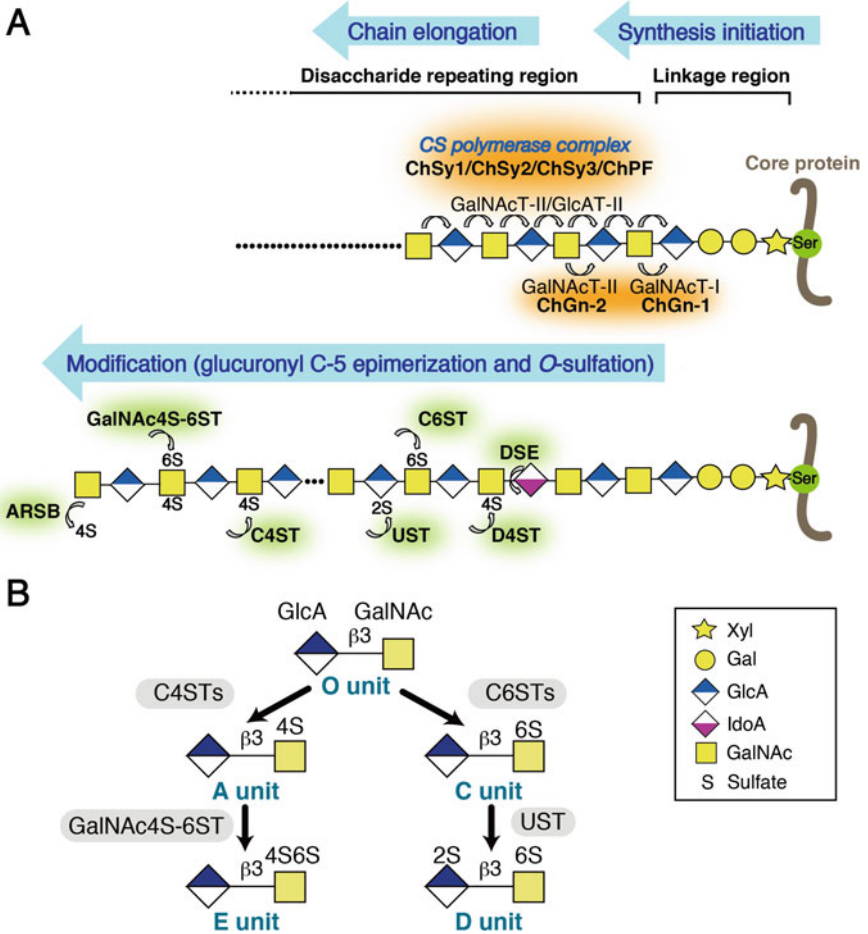 A
Chain elongation
Synthesis initiation
Disaccharide repeating region
Linkage region
CS polymerase complex
ChSy1/ChSy2/ChSy3/ChPF
Core protein
GalNAcT-II/GlcAT-II
Ser
GalNAcT-II GalNAcT-I
ChGn-2 ChGn-1
Modification (glucuronyl C-5 epimerization and O-sulfation)
GalNAc4S-6ST
C6ST
DSE
6S 6S
Ser
ARSB
4S 4S 4S 2S 4S
C4ST UST D4ST
B
GlcA GalNAc
β3
O unit
C4STs C6STs
4S 6S
β3 β3
A unit C unit
GalNAc4S-6ST UST
4S6S 2S 6S
β3 β3
E unit D unit
Xyl
Gal
GlcA
IdoA
GalNAc
S Sulfate